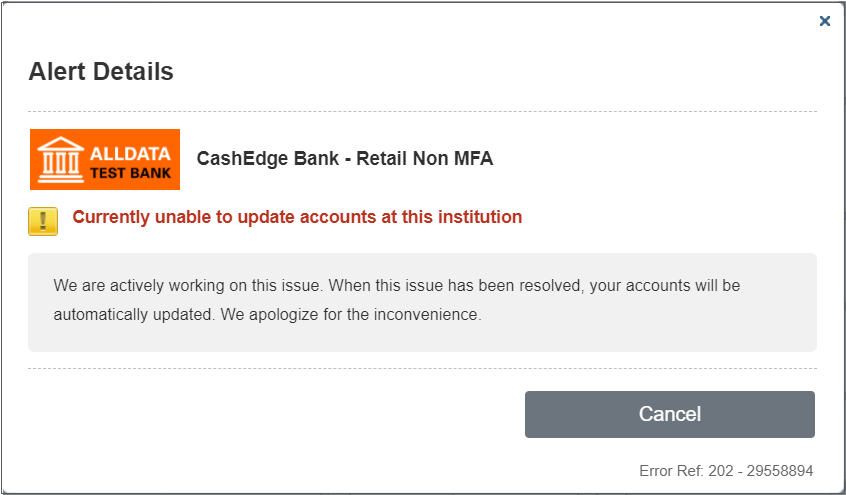 Alert Details
ALLDATA
TEST BANK
CashEdge Bank - Retail Non MFA
Currently unable to update accounts at this institution
We are actively working on this issue. When this issue has been resolved, your accounts will be
automatically updated. We apologize for the inconvenience.
Cancel
Error Ref: 202 - 29558894